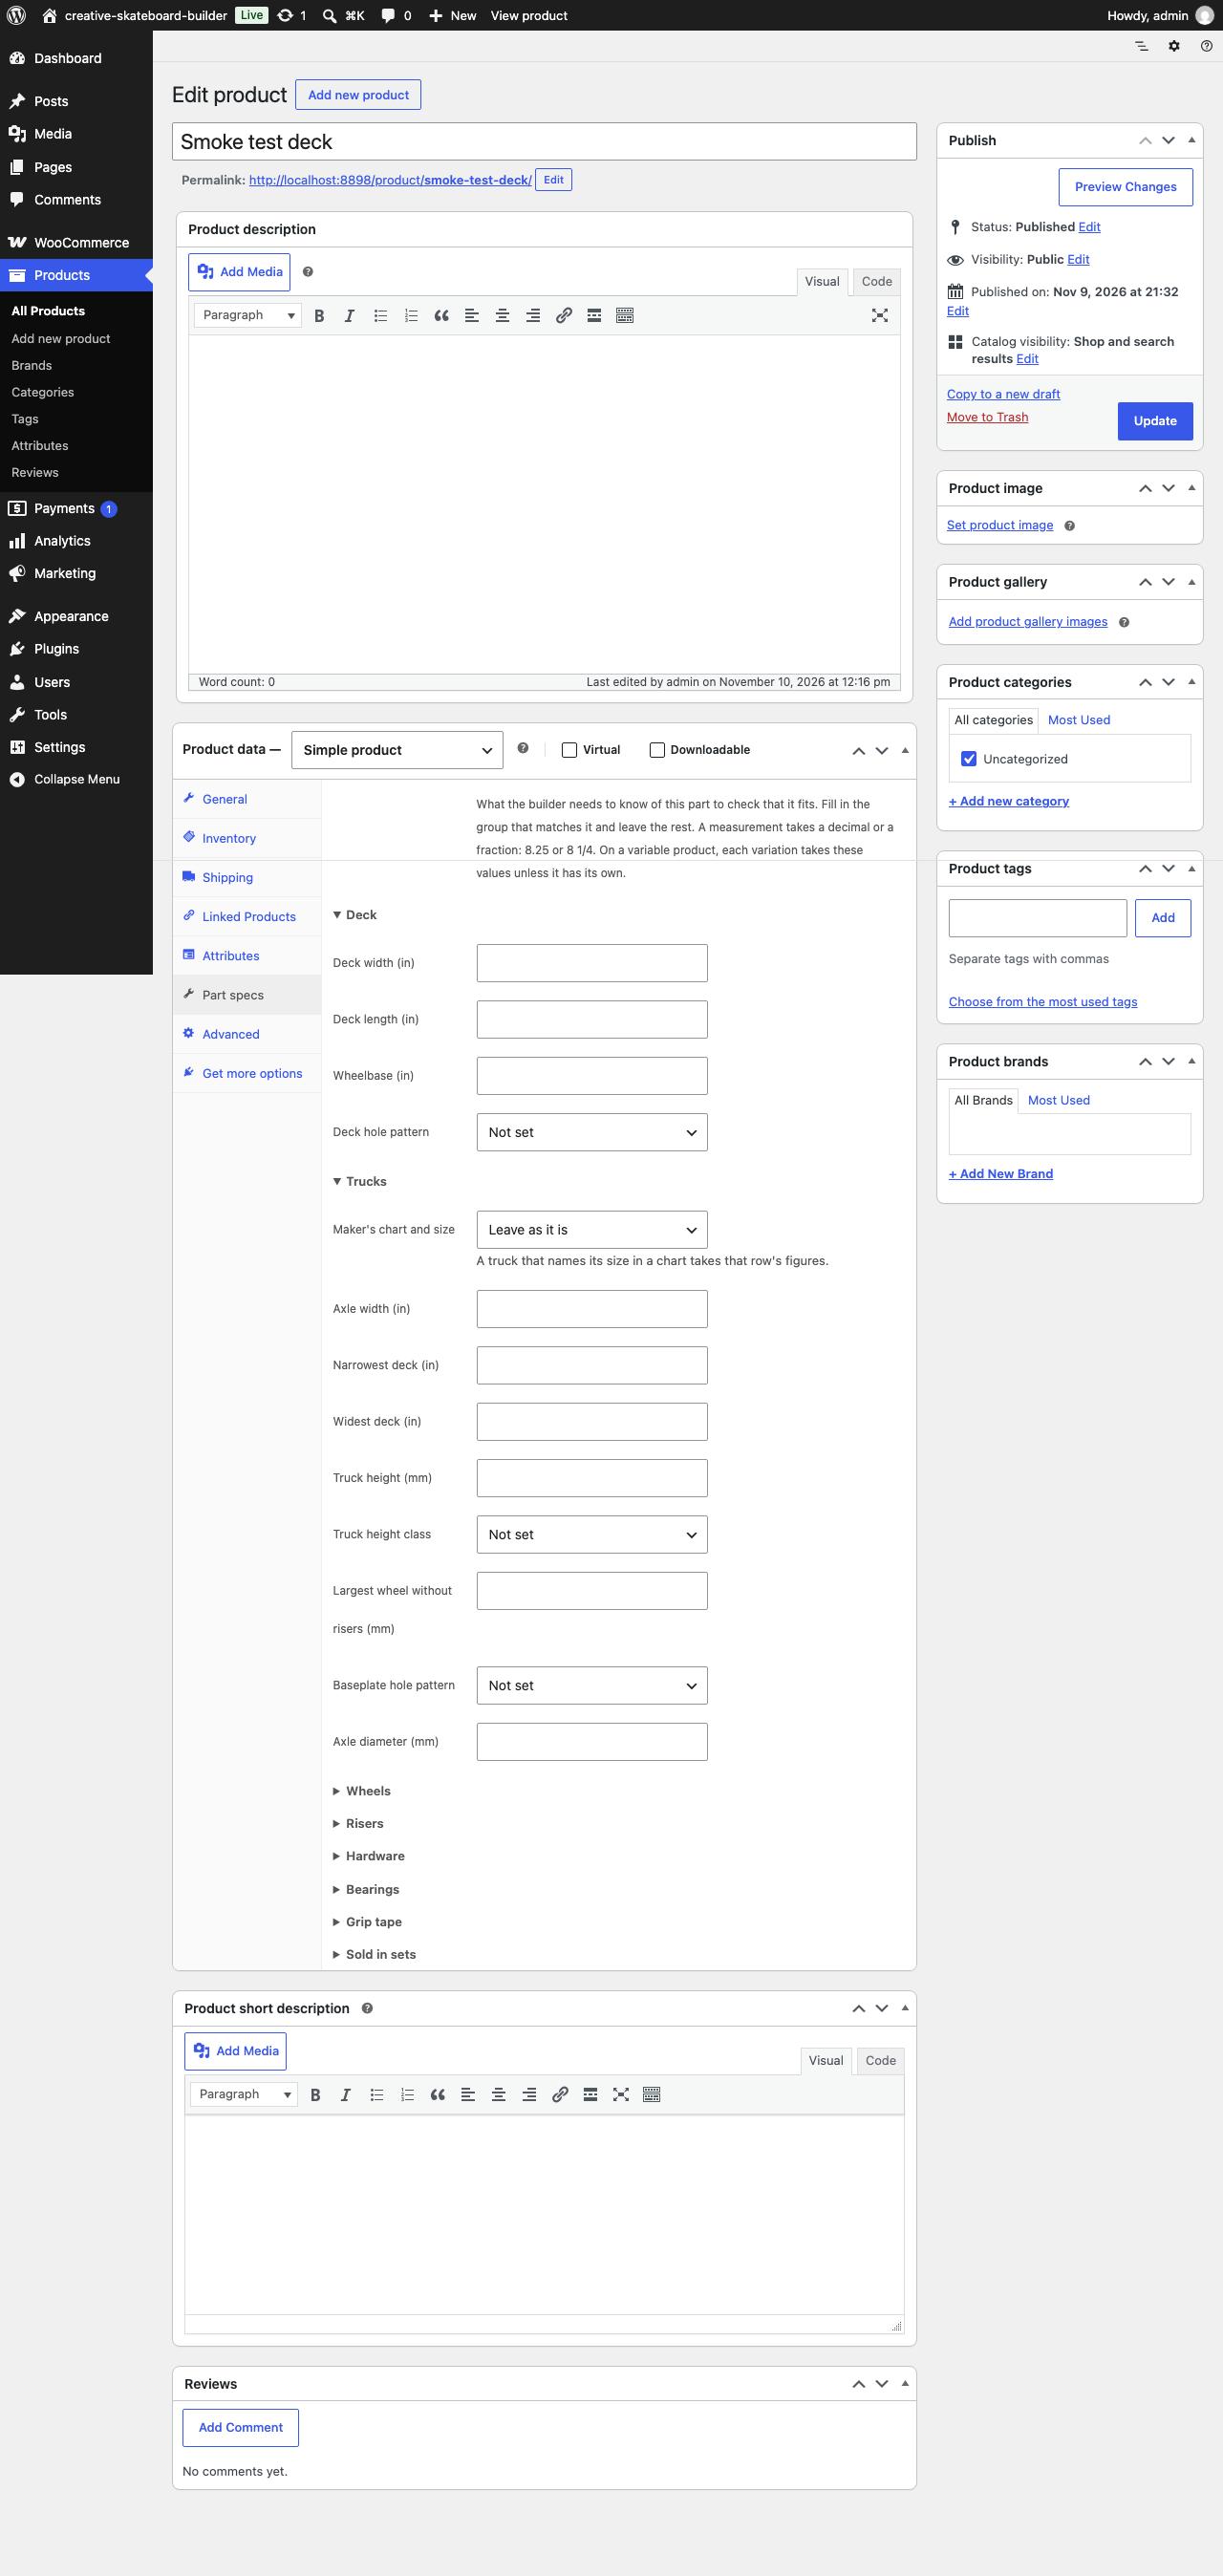 creative-skateboard-builder Live 1 ⌘K 0 New View product Howdy, admin
Dashboard
Posts
Media
Pages
Comments
WooCommerce
Products
All Products
Add new product
Brands
Categories
Tags
Attributes
Reviews
Payments 1
Analytics
Marketing
Appearance
Plugins
Users
Tools
Settings
Collapse Menu
Edit product Add new product
Smoke test deck
Permalink: http://localhost:8898/product/smoke-test-deck/ Edit
Product description
Add Media
Visual Code
Paragraph
Word count: 0 Last edited by admin on November 10, 2026 at 12:16 pm
Product data — Simple product Virtual Downloadable
General
Inventory
Shipping
Linked Products
Attributes
Part specs
Advanced
Get more options
What the builder needs to know of this part to check that it fits. Fill in the
group that matches it and leave the rest. A measurement takes a decimal or a
fraction: 8.25 or 8 1/4. On a variable product, each variation takes these
values unless it has its own.
Deck
Deck width (in)
Deck length (in)
Wheelbase (in)
Deck hole pattern Not set
Trucks
Maker's chart and size Leave as it is
A truck that names its size in a chart takes that row's figures.
Axle width (in)
Narrowest deck (in)
Widest deck (in)
Truck height (mm)
Truck height class Not set
Largest wheel without
risers (mm)
Baseplate hole pattern Not set
Axle diameter (mm)
Wheels
Risers
Hardware
Bearings
Grip tape
Sold in sets
Product short description
Add Media
Visual Code
Paragraph
Reviews
Add Comment
No comments yet.
Publish
Preview Changes
Status: Published Edit
Visibility: Public Edit
Published on: Nov 9, 2026 at 21:32
Edit
Catalog visibility: Shop and search
results Edit
Copy to a new draft
Move to Trash
Update
Product image
Set product image
Product gallery
Add product gallery images
Product categories
All categories Most Used
Uncategorized
+ Add new category
Product tags
Add
Separate tags with commas
Choose from the most used tags
Product brands
All Brands Most Used
+ Add New Brand